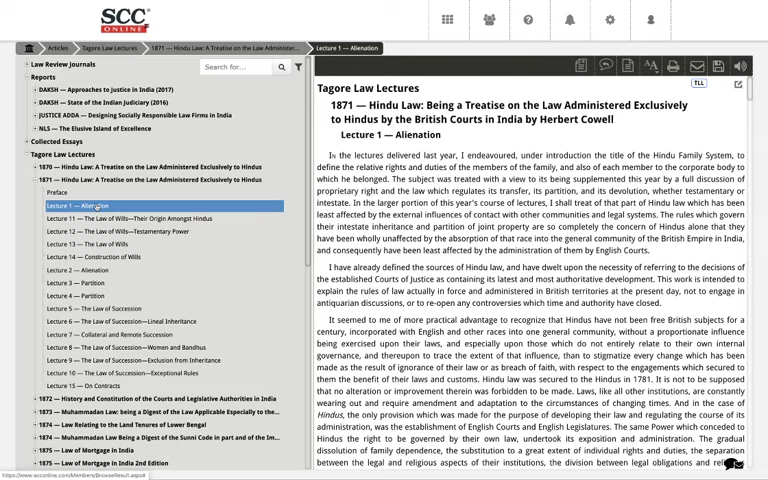 SCC
ONLINE
Articles
Tagore Law Lectures
1871 — Hindu Law: A Treatise on the Law Administer...
Lecture 1 — Alienation
Law Review Journals
Search for...
Reports
DAKSH — Approaches to Justice in India (2017)
DAKSH — State of the Indian Judiciary (2016)
JUSTICE ADDA — Designing Socially Responsible Law Firms in India
NLS — The Elusive Island of Excellence
Collected Essays
Tagore Law Lectures
1870 — Hindu Law: A Treatise on the Law Administered Exclusively to Hindus
1871 — Hindu Law: A Treatise on the Law Administered Exclusively to Hindus
Preface
Lecture 1 — Alienation
Lecture 11 — The Law of Wills—Their Origin Amongst Hindus
Lecture 12 — The Law of Wills—Testamentary Power
Lecture 13 — The Law of Wills
Lecture 14 — Construction of Wills
Lecture 2 — Alienation
Lecture 3 — Partition
Lecture 4 — Partition
Lecture 5 — The Law of Succession
Lecture 6 — The Law of Succession—Lineal Inheritance
Lecture 7 — Collateral and Remote Succession
Lecture 8 — The Law of Succession—Women and Bandhus
Lecture 9 — The Law of Succession—Exclusion from Inheritance
Lecture 10 — The Law of Succession—Exceptional Rules
Lecture 15 — On Contracts
1872 — History and Constitution of the Courts and Legislative Authorities in India
1873 — Muhammadan Law: being a Digest of the Law Applicable Especially to the...
1874 — Law Relating to the Land Tenures of Lower Bengal
1874 — Muhammadan Law Being a Digest of the Sunni Code in part and of the Im...
1875 — Law of Mortgage in India
1875 — Law of Mortgage in India 2nd Edition
https://www.scconline.com/Members/BrowseResult.aspx#
TLL
Tagore Law Lectures
1871 — Hindu Law: Being a Treatise on the Law Administered Exclusively
to Hindus by the British Courts in India by Herbert Cowell
Lecture 1 — Alienation
In the lectures delivered last year, I endeavoured, under introduction the title of the Hindu Family System, to
define the relative rights and duties of the members of the family, and also of each member to the corporate body to
which he belonged. The subject was treated with a view to its being supplemented this year by a full discussion of
proprietary right and the law which regulates its transfer, its partition, and its devolution, whether testamentary or
intestate. In the larger portion of this year's course of lectures, I shall treat of that part of Hindu law which has been
least affected by the external influences of contact with other communities and legal systems. The rules which govern
their intestate inheritance and partition of joint property are so completely the concern of Hindus alone that they
have been wholly unaffected by the absorption of that race into the general community of the British Empire in India,
and consequently have been least affected by the administration of them by English Courts.
I have already defined the sources of Hindu law, and have dwelt upon the necessity of referring to the decisions of
the established Courts of Justice as containing its latest and most authoritative development. This work is intended to
explain the rules of law actually in force and administered in British territories at the present day, not to engage in
antiquarian discussions, or to re-open any controversies which time and authority have closed.
It seemed to me of more practical advantage to recognize that Hindus have not been free British subjects for a
century, incorporated with English and other races into one general community, without a proportionate influence
being exercised upon their laws, and especially upon those which do not entirely relate to their own internal
governance, and thereupon to trace the extent of that influence, than to stigmatize every change which has been
made as the result of ignorance of their law or as breach of faith, with respect to the engagements which secured to
them the benefit of their laws and customs. Hindu law was secured to the Hindus in 1781. It is not to be supposed
that no alteration or improvement therein was forbidden to be made. Laws, like all other institutions, are constantly
wearing out and require amendment and adaptation to the circumstances of changing times. And in the case of
Hindus, the only provision which was made for the purpose of developing their law and regulating the course of its
administration, was the establishment of English Courts and English Legislatures. The same Power which conceded to
Hindus the right to be governed by their own law, undertook its exposition and administration. The gradual
dissolution of family dependence, the substitution to a great extent of individual rights and duties, the separation
between the legal and religious aspects of their institutions, the division between legal obligations and